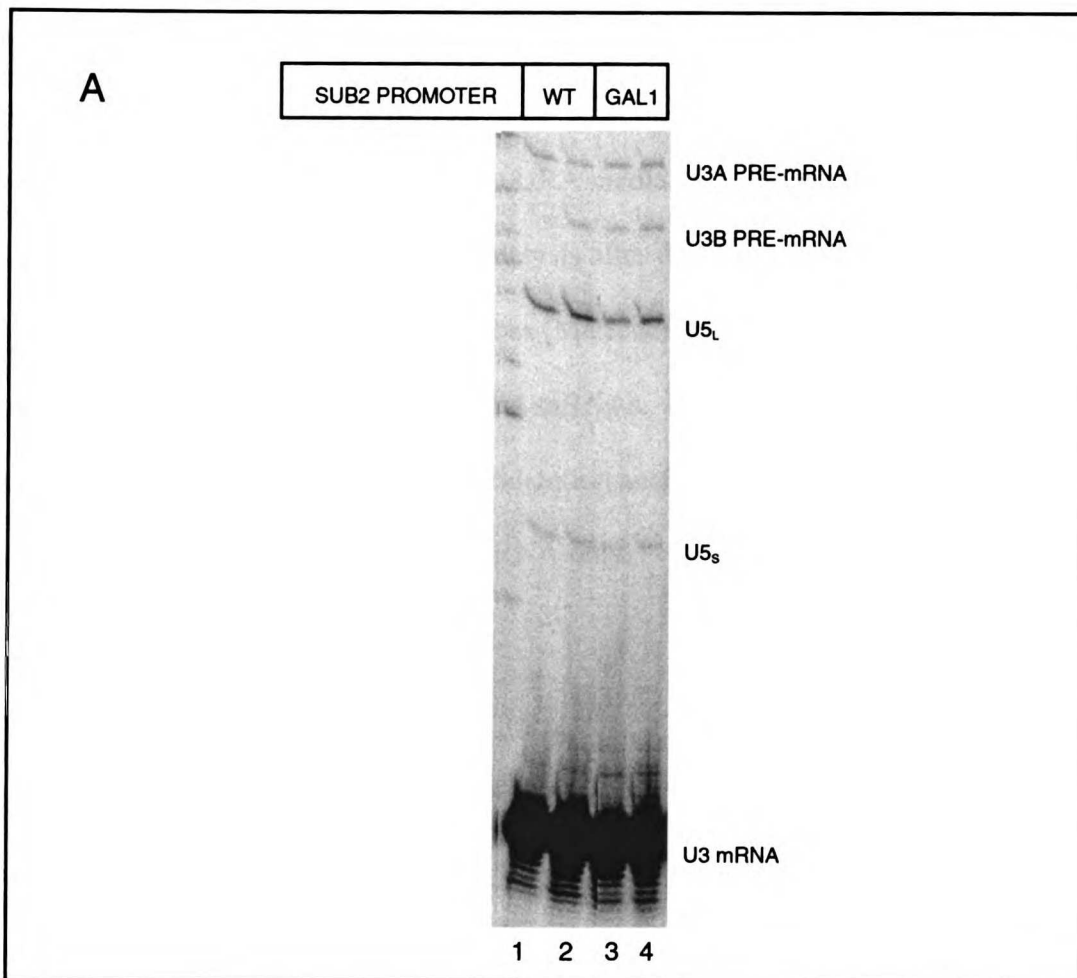 A
SUB2 PROMOTER WT GAL1
U3A PRE-mRNA
U3B PRE-mRNA
U5L
U5S
U3 mRNA
1 2 3 4